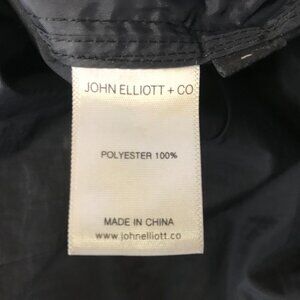 JOHN ELLIOTT + CO
POLYESTER 100%
MADE IN CHINA
www.johnelliott.co